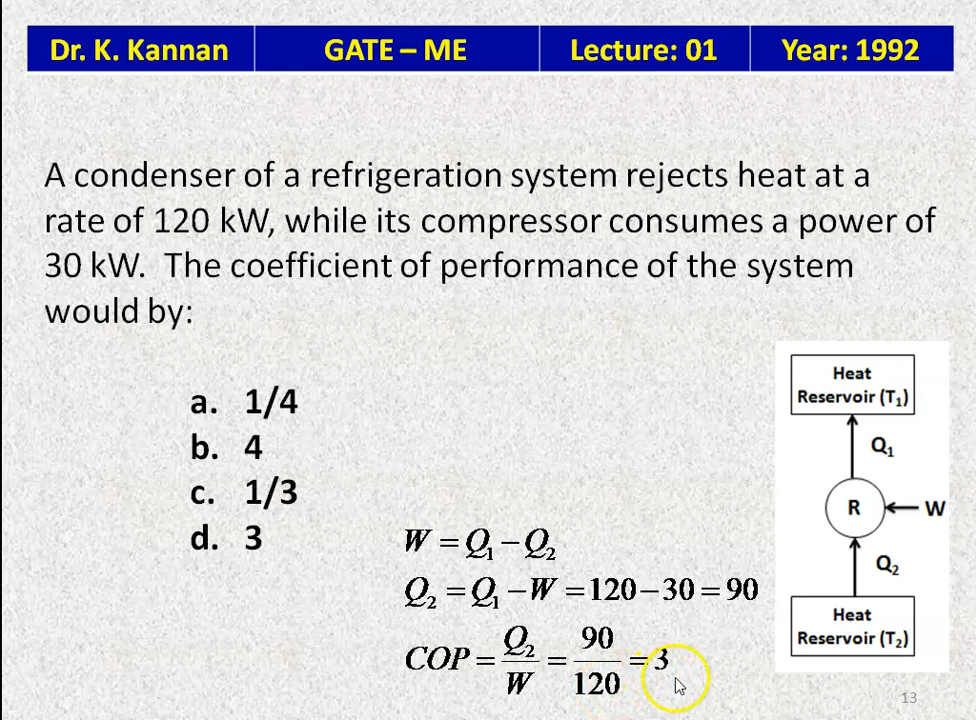 Dr. K. Kannan GATE – ME Lecture: 01 Year: 1992
A condenser of a refrigeration system rejects heat at a
rate of 120 kW, while its compressor consumes a power of
30 kW. The coefficient of performance of the system
would by:
a. 1/4
b. 4
c. 1/3
d. 3
W = Q₁ − Q₂
Q₂ = Q₁ − W = 120 − 30 = 90
COP = Q₂/W = 90/120 = 3
Heat
Reservoir (T₁)
Q₁
R W
Q₂
Heat
Reservoir (T₂)
13